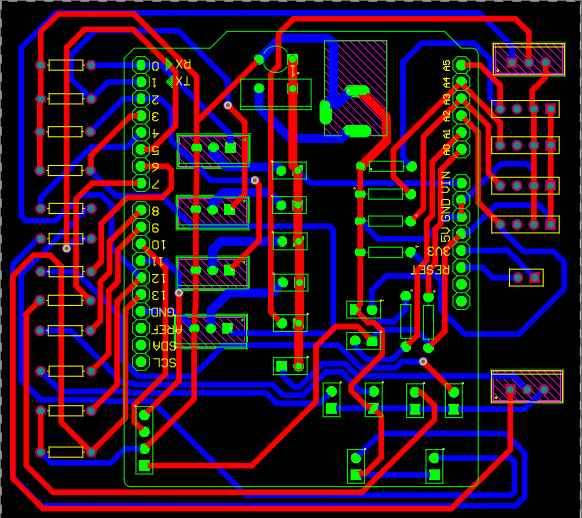 RX
TX
0
1
2
3
4
5
6
7
8
9
10
11
12
13
GND
AREF
SDA
SCL
A5
A4
A3
A2
A1
A0
VIN
GND
5V
3V3
RESET